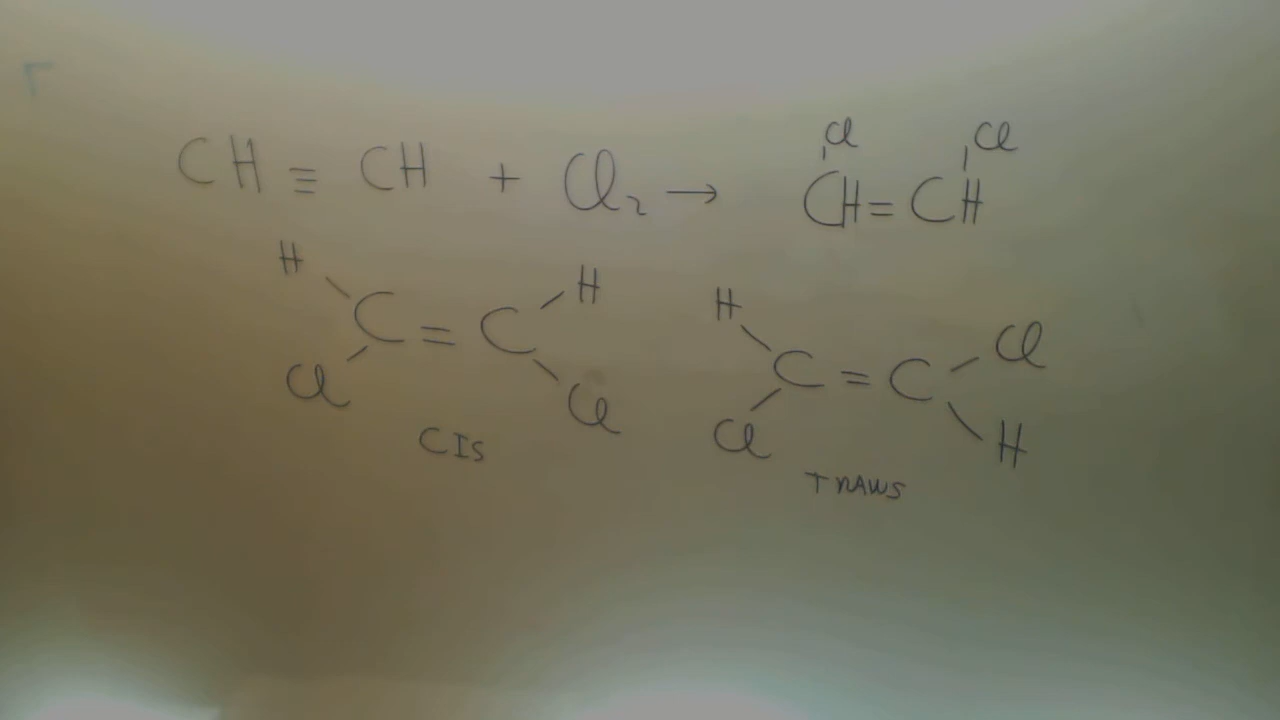 Cl Cl
CH ≡ CH + Cl2 → CH = CH
H H H Cl
C = C C = C
Cl Cl Cl H
CIS TRANS